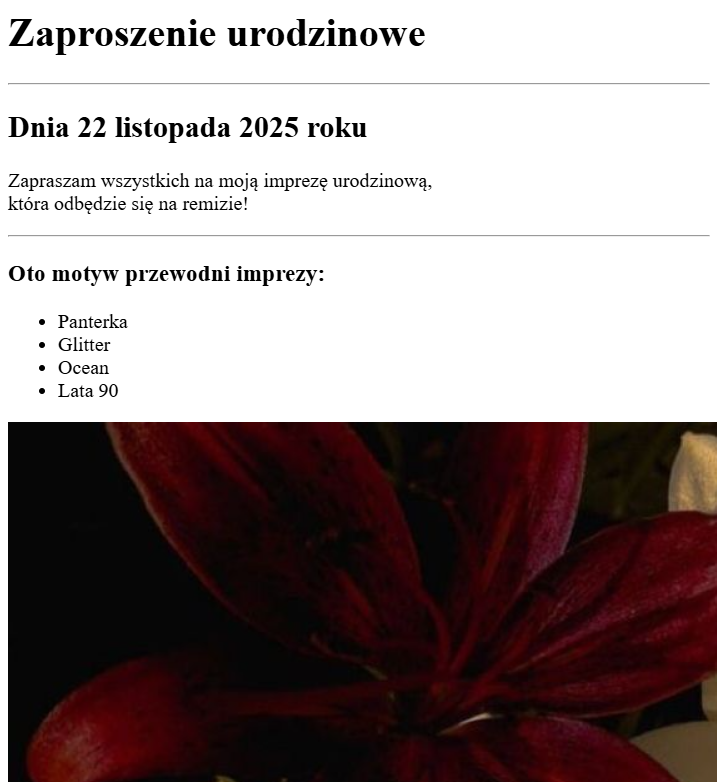 Zaproszenie urodzinowe
Dnia 22 listopada 2025 roku
Zapraszam wszystkich na moją imprezę urodzinową,
która odbędzie się na remizie!
Oto motyw przewodni imprezy:
Panterka
Glitter
Ocean
Lata 90